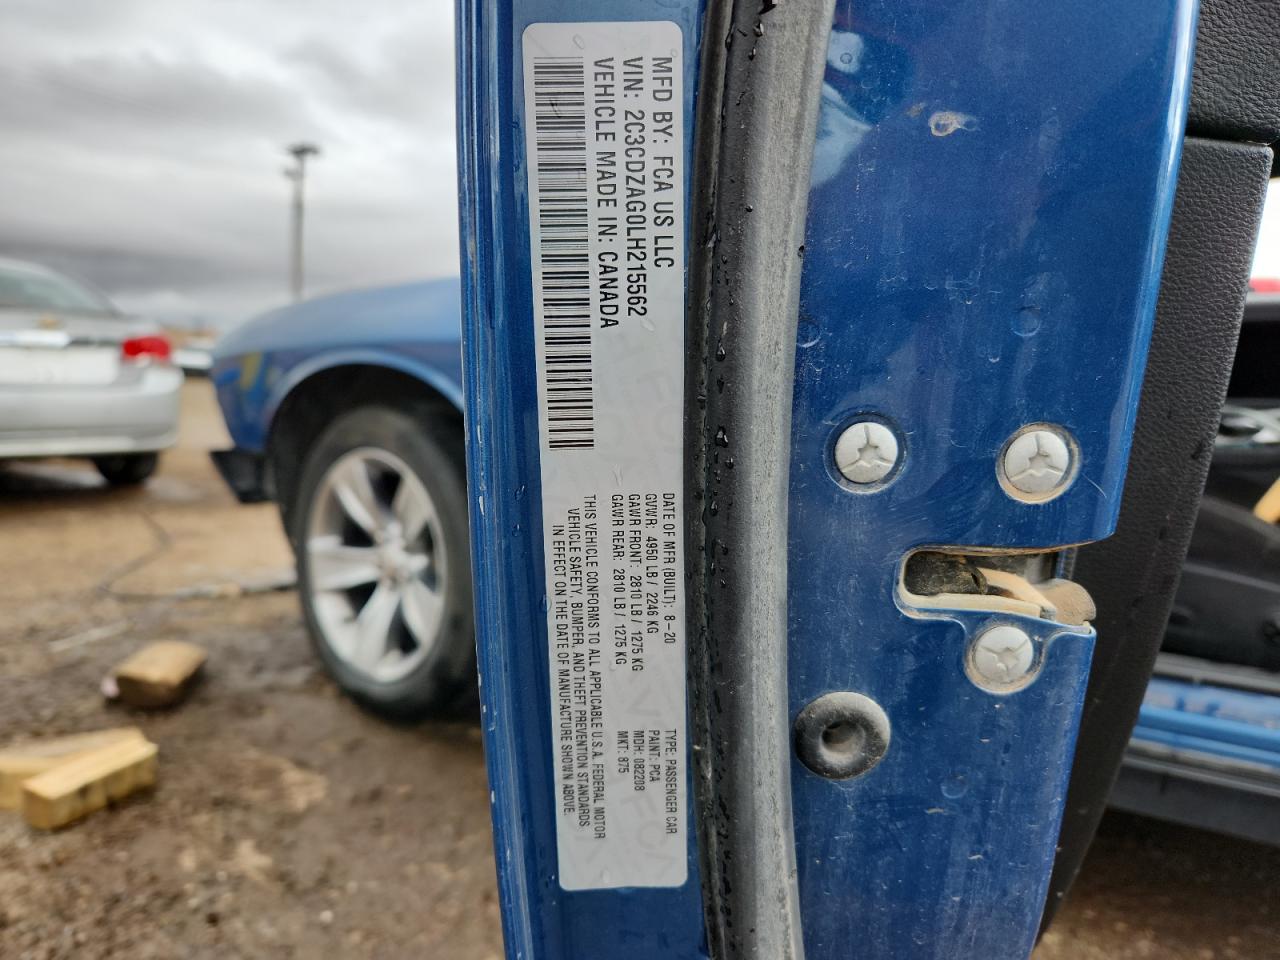 MFD BY: FCA US LLC
VIN: 2C3CDZAG0LH215562
VEHICLE MADE IN: CANADA
DATE OF MFR (BUILT): 8-20
GVWR: 4950 LB / 2246 KG
GAWR FRONT: 2810 LB / 1275 KG
GAWR REAR: 2810 LB / 1275 KG
THIS VEHICLE CONFORMS TO ALL APPLICABLE U.S.A. FEDERAL MOTOR
VEHICLE SAFETY, BUMPER, AND THEFT PREVENTION STANDARDS
IN EFFECT ON THE DATE OF MANUFACTURE SHOWN ABOVE.
TYPE: PASSENGER CAR
PAINT: PCA
MDH: 082208
MKT: 875